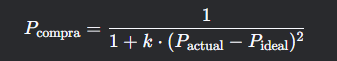 P_compra = 1 / (1 + k · (P_actual − P_ideal)²)